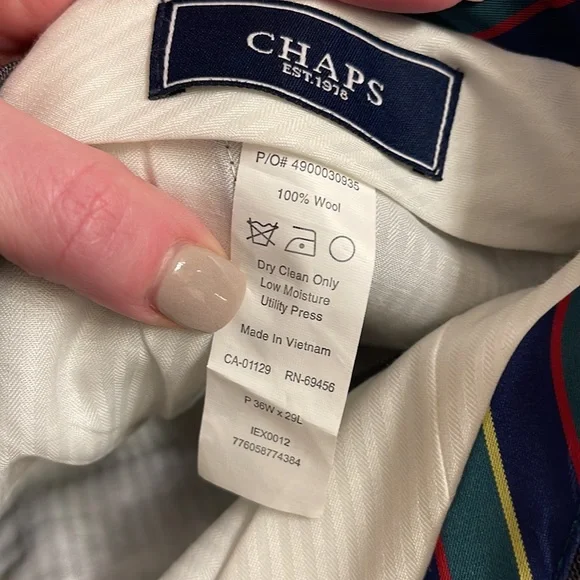 CHAPS
EST.1978
P/O# 4900030935
100% Wool
Dry Clean Only
Low Moisture
Utility Press
Made In Vietnam
CA-01129 RN-69456
P 36W x 29L
IEX0012
776058774384